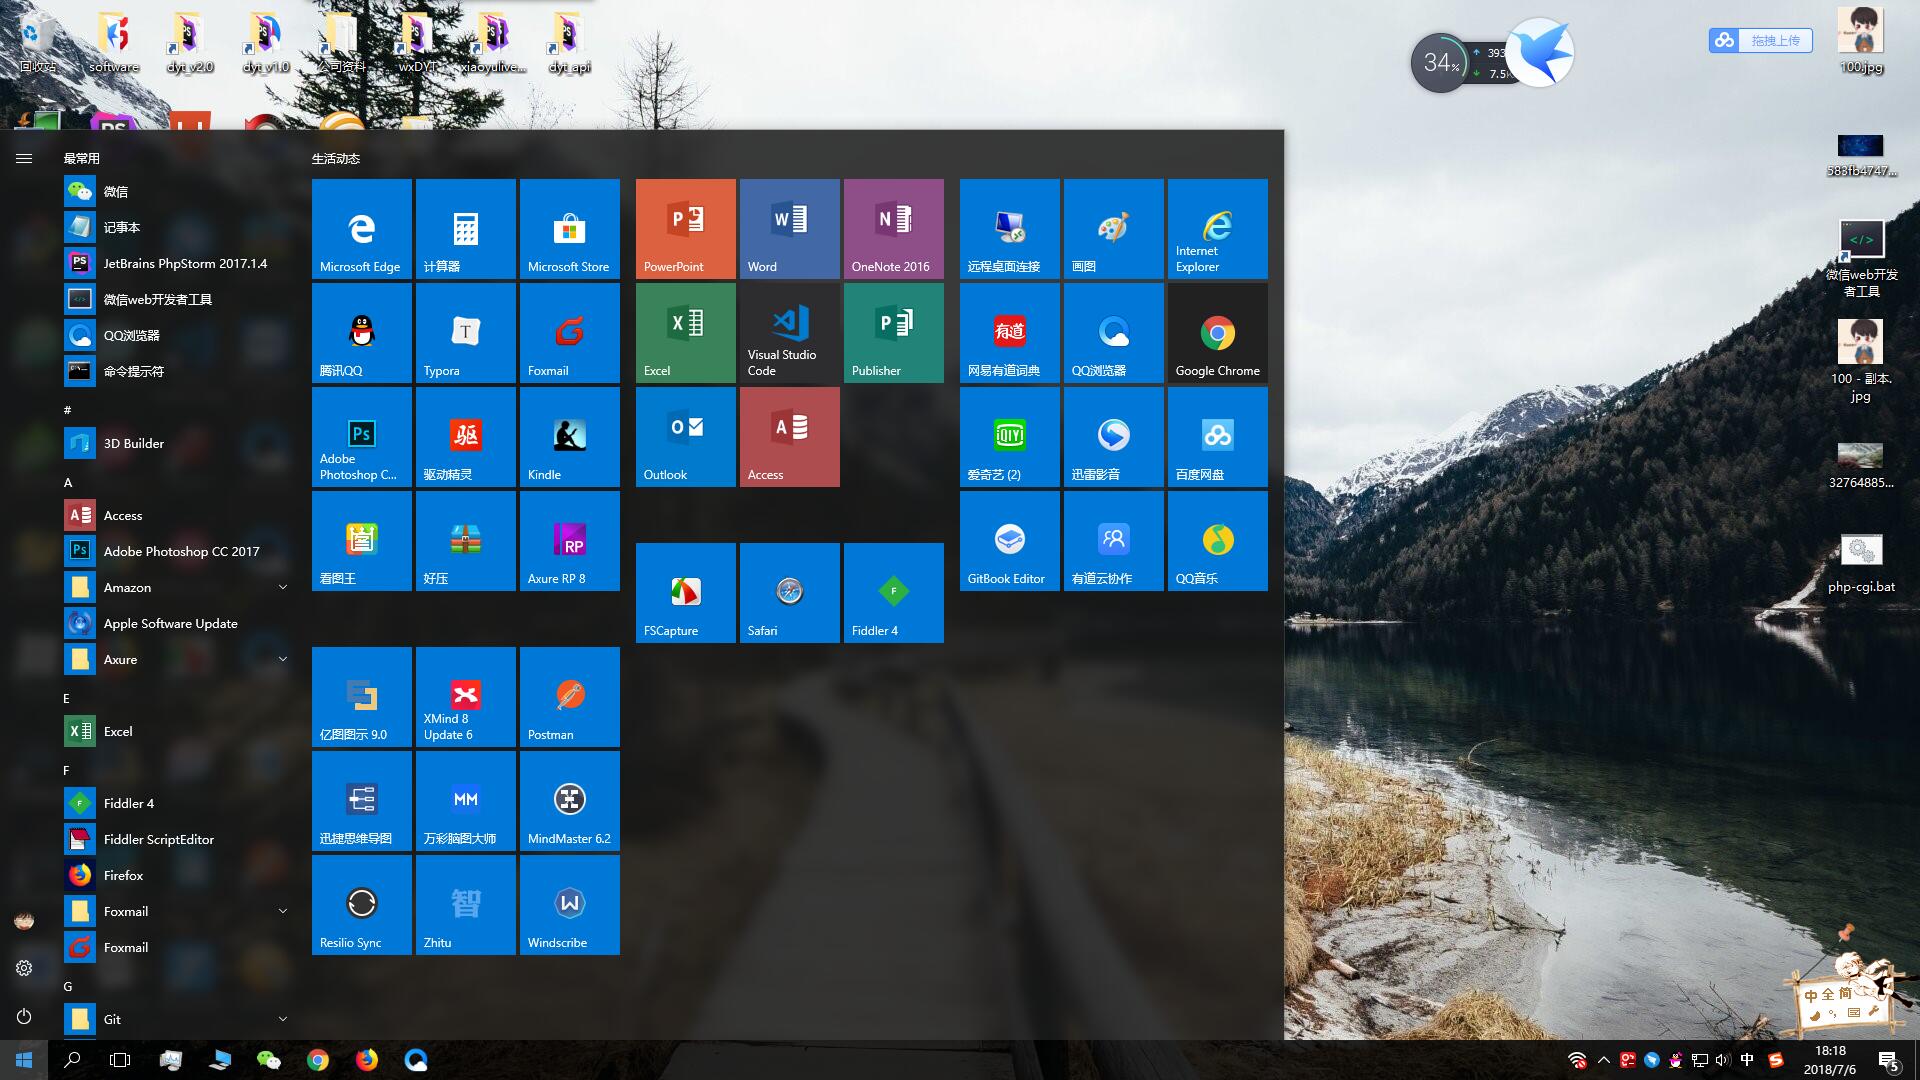 回收站
software
dyt_v2.0
dyt_v1.0
公司资料
wxDYT
xiaoyulive...
dyt_api
34%
393
7.5
拖拽上传
100.jpg
583fb4747...
微信web开发
者工具
100 - 副本.
jpg
32764885...
php-cgi.bat
最常用
微信
记事本
JetBrains PhpStorm 2017.1.4
微信web开发者工具
QQ浏览器
命令提示符
#
3D Builder
A
Access
Adobe Photoshop CC 2017
Amazon
Apple Software Update
Axure
E
Excel
F
Fiddler 4
Fiddler ScriptEditor
Firefox
Foxmail
Foxmail
G
Git
生活动态
Microsoft Edge
计算器
Microsoft Store
腾讯QQ
Typora
Foxmail
Adobe
Photoshop C...
驱动精灵
Kindle
看图王
好压
Axure RP 8
亿图图示 9.0
XMind 8
Update 6
Postman
迅捷思维导图
万彩脑图大师
MindMaster 6.2
Resilio Sync
Zhitu
Windscribe
PowerPoint
Word
OneNote 2016
Excel
Visual Studio
Code
Publisher
Outlook
Access
FSCapture
Safari
Fiddler 4
远程桌面连接
画图
Internet
Explorer
网易有道词典
QQ浏览器
Google Chrome
爱奇艺 (2)
迅雷影音
百度网盘
GitBook Editor
有道云协作
QQ音乐
中全简
中
18:18
2018/7/6
5